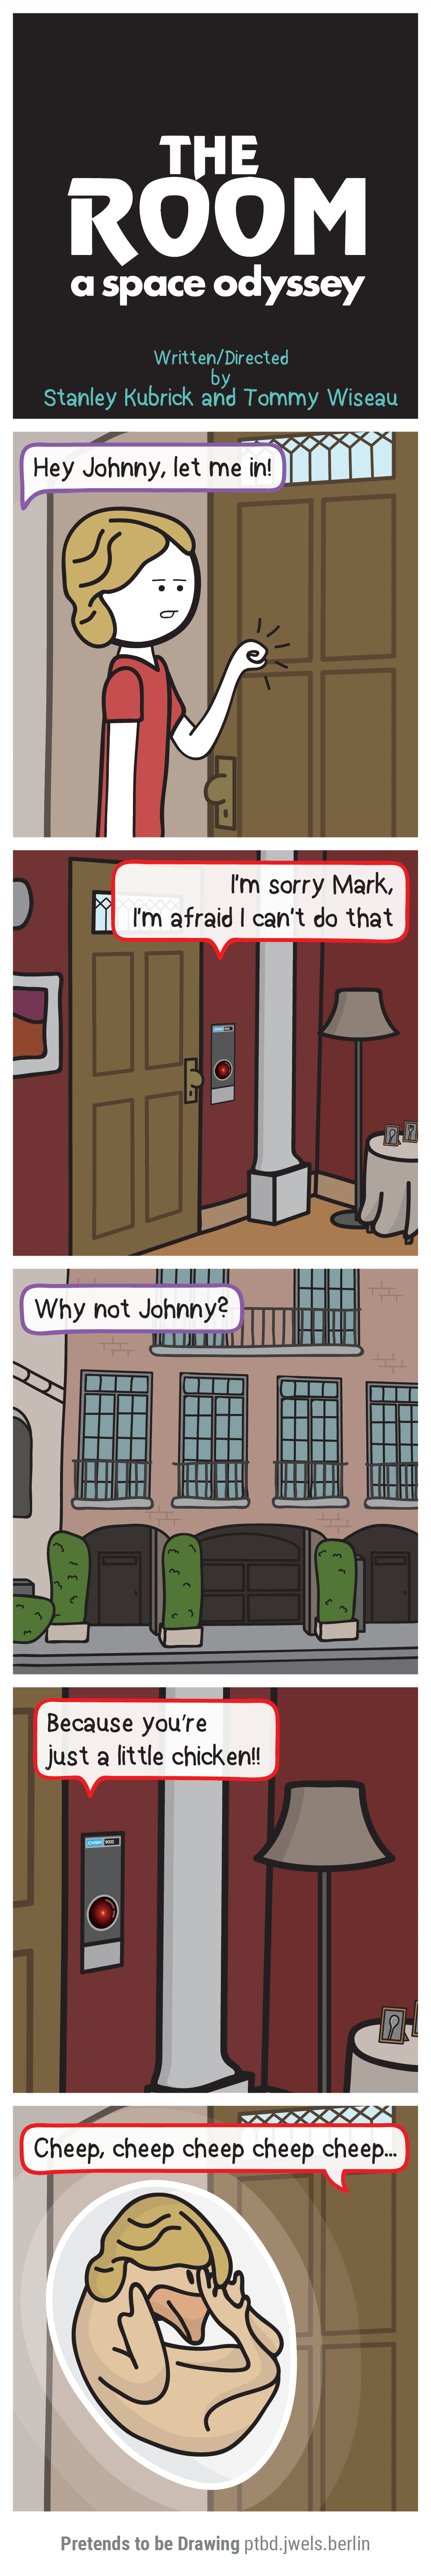 THE
ROOM
a space odyssey
Written/Directed
by
Stanley Kubrick and Tommy Wiseau
Hey Johnny, let me in!
I'm sorry Mark,
I'm afraid I can't do that
Why not Johnny?
Because you're
just a little chicken!!
JOHNNY 9000
Cheep, cheep cheep cheep cheep...
Pretends to be Drawing ptbd.jwels.berlin